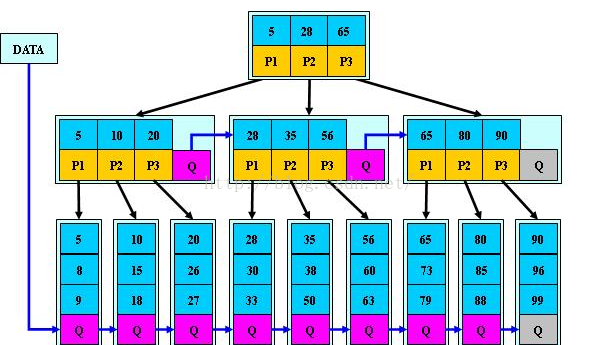 5 28 65
DATA
P1 P2 P3
5 10 20
28 35 56
65 80 90
P1 P2 P3 Q
P1 P2 P3 Q
P1 P2 P3 Q
http://blog.csdn.net/
5 10 20 28 35 56 65 80 90
8 15 26 30 38 60 73 85 96
9 18 27 33 50 63 79 88 99
Q Q Q Q Q Q Q Q Q